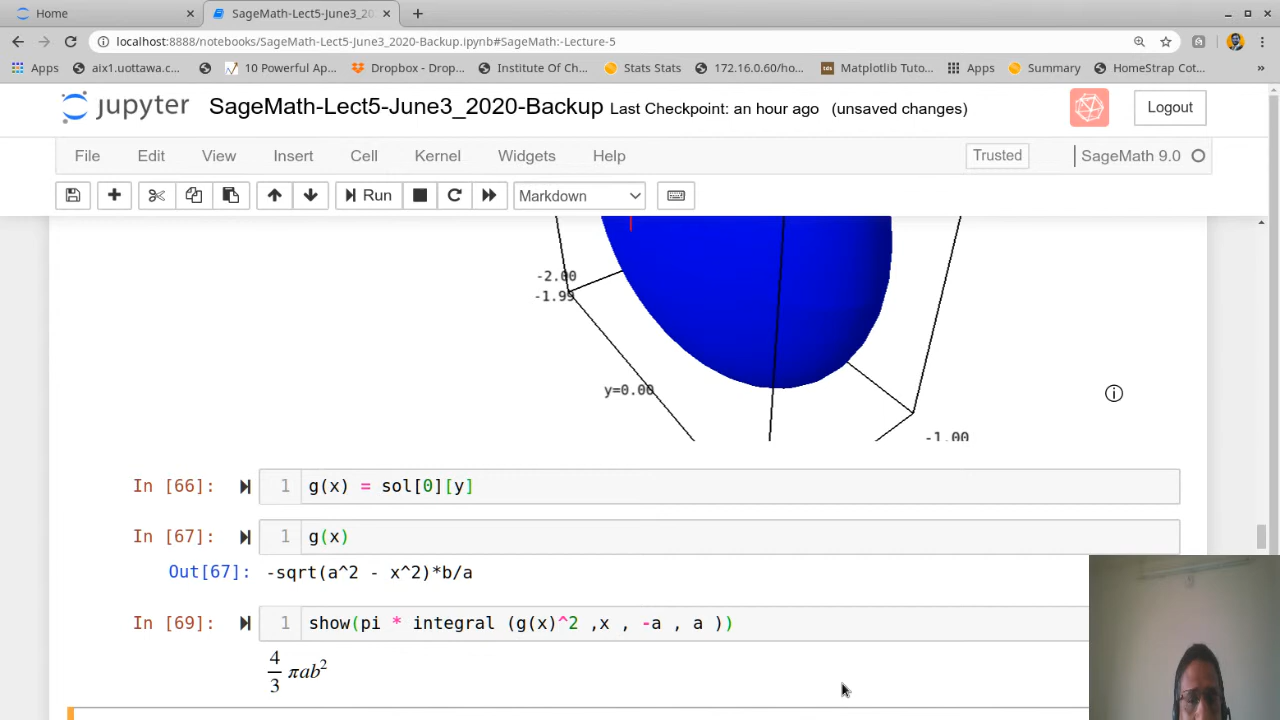 Home
SageMath-Lect5-June3_20
localhost:8888/notebooks/SageMath-Lect5-June3_2020-Backup.ipynb#SageMath:-Lecture-5
Apps aix1.uottawa.c... 10 Powerful Ap... Dropbox - Drop... Institute Of Ch... Stats Stats 172.16.0.60/ho... Matplotlib Tuto... Apps Summary HomeStrap Cot... »
jupyter SageMath-Lect5-June3_2020-Backup Last Checkpoint: an hour ago (unsaved changes) Logout
File Edit View Insert Cell Kernel Widgets Help Trusted SageMath 9.0
Run Markdown
-2.00
-1.99
y=0.00
-1.00
In [66]: 1 g(x) = sol[0][y]
In [67]: 1 g(x)
Out[67]: -sqrt(a^2 - x^2)*b/a
In [69]: 1 show(pi * integral (g(x)^2 ,x , -a , a ))
4/3 πab²